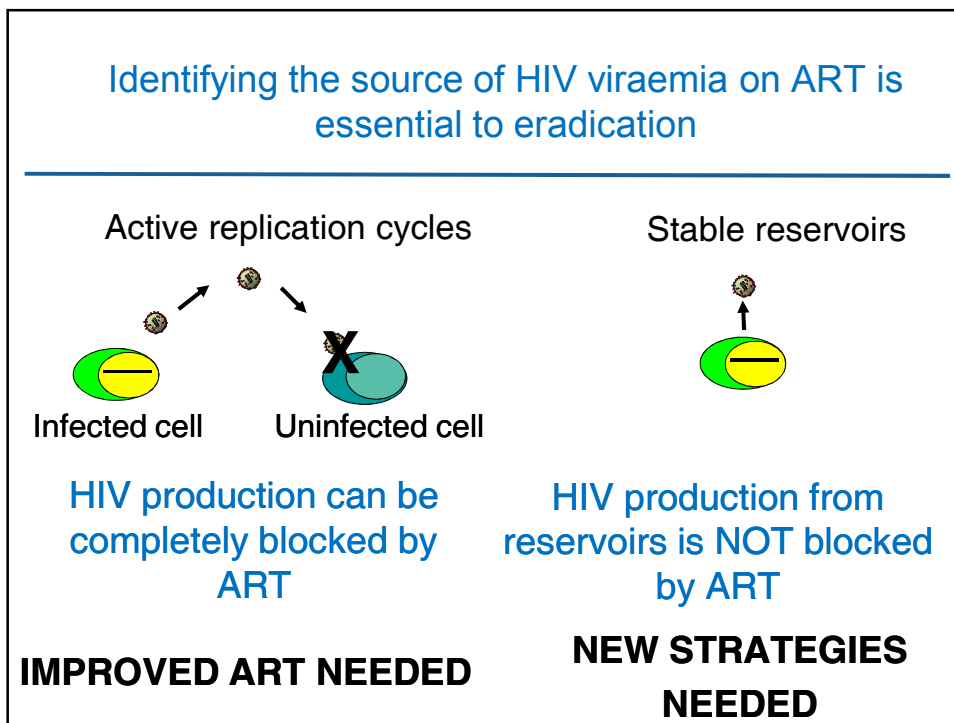 Identifying the source of HIV viraemia on ART is
essential to eradication
Active replication cycles
Infected cell
Uninfected cell
HIV production can be
completely blocked by
ART
IMPROVED ART NEEDED
Stable reservoirs
HIV production from
reservoirs is NOT blocked
by ART
NEW STRATEGIES
NEEDED